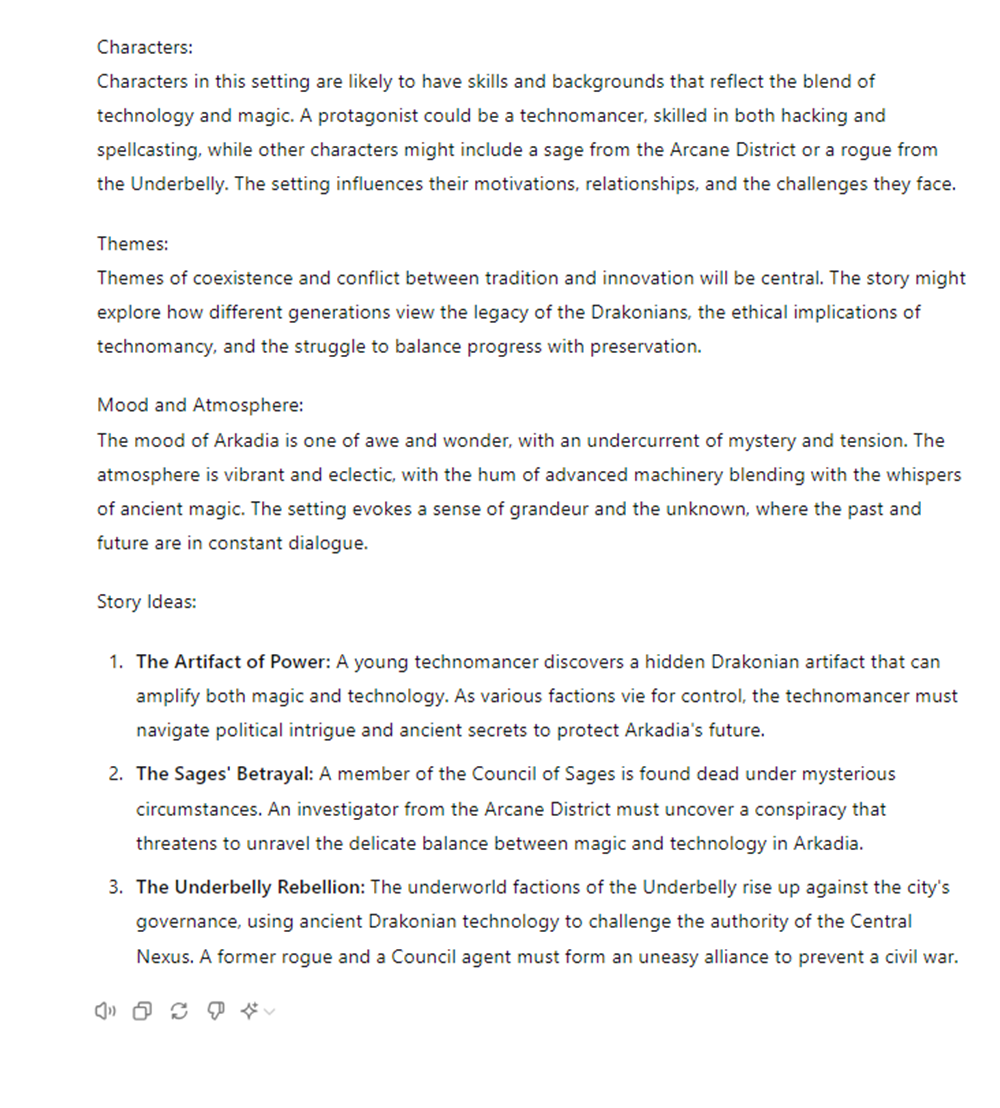 Characters:
Characters in this setting are likely to have skills and backgrounds that reflect the blend of
technology and magic. A protagonist could be a technomancer, skilled in both hacking and
spellcasting, while other characters might include a sage from the Arcane District or a rogue from
the Underbelly. The setting influences their motivations, relationships, and the challenges they face.
Themes:
Themes of coexistence and conflict between tradition and innovation will be central. The story might
explore how different generations view the legacy of the Drakonians, the ethical implications of
technomancy, and the struggle to balance progress with preservation.
Mood and Atmosphere:
The mood of Arkadia is one of awe and wonder, with an undercurrent of mystery and tension. The
atmosphere is vibrant and eclectic, with the hum of advanced machinery blending with the whispers
of ancient magic. The setting evokes a sense of grandeur and the unknown, where the past and
future are in constant dialogue.
Story Ideas:
1. The Artifact of Power: A young technomancer discovers a hidden Drakonian artifact that can
amplify both magic and technology. As various factions vie for control, the technomancer must
navigate political intrigue and ancient secrets to protect Arkadia's future.
2. The Sages' Betrayal: A member of the Council of Sages is found dead under mysterious
circumstances. An investigator from the Arcane District must uncover a conspiracy that
threatens to unravel the delicate balance between magic and technology in Arkadia.
3. The Underbelly Rebellion: The underworld factions of the Underbelly rise up against the city's
governance, using ancient Drakonian technology to challenge the authority of the Central
Nexus. A former rogue and a Council agent must form an uneasy alliance to prevent a civil war.